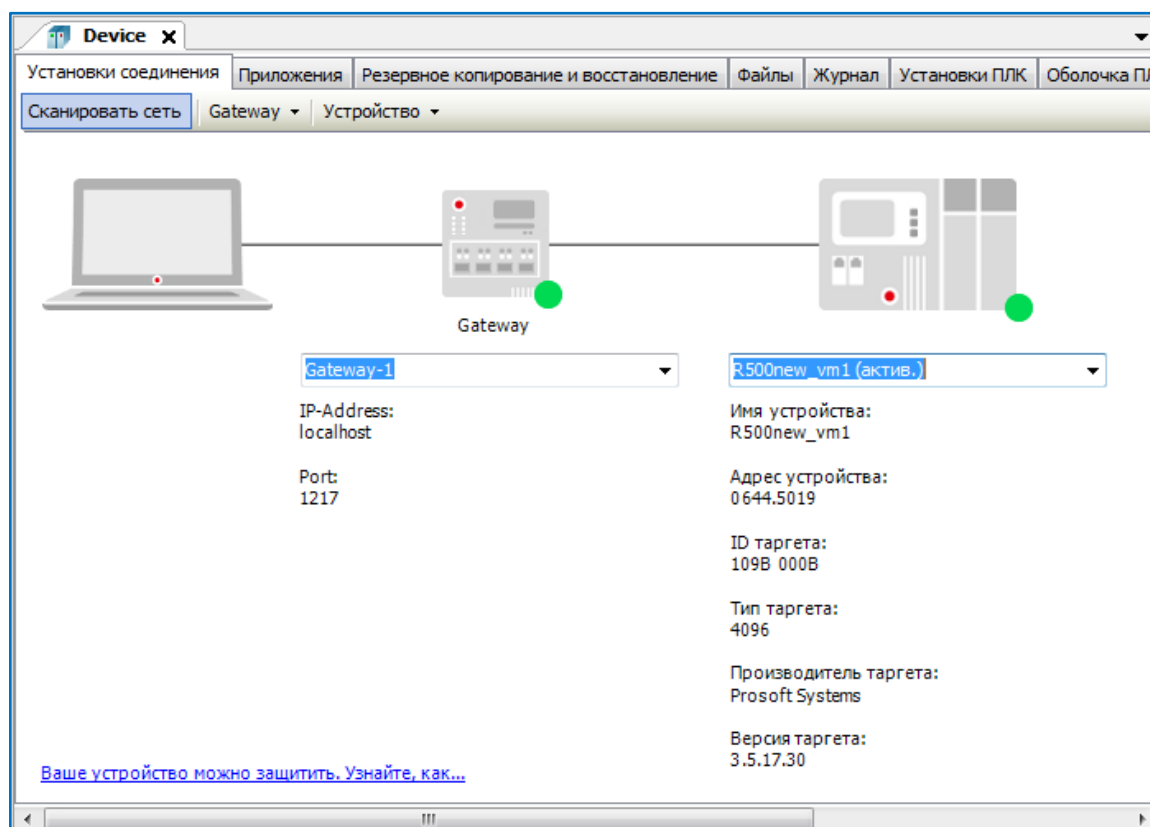 Device
Установки соединения Приложения Резервное копирование и восстановление Файлы Журнал Установки ПЛК Оболочка
Сканировать сеть Gateway Устройство
Gateway
Gateway-1 R500new_vm1 (актив.)
IP-Address:
localhost
Port:
1217
Имя устройства:
R500new_vm1
Адрес устройства:
0644.5019
ID таргета:
109B 000B
Тип таргета:
4096
Производитель таргета:
Prosoft Systems
Версия таргета:
3.5.17.30
Ваше устройство можно защитить. Узнайте, как...